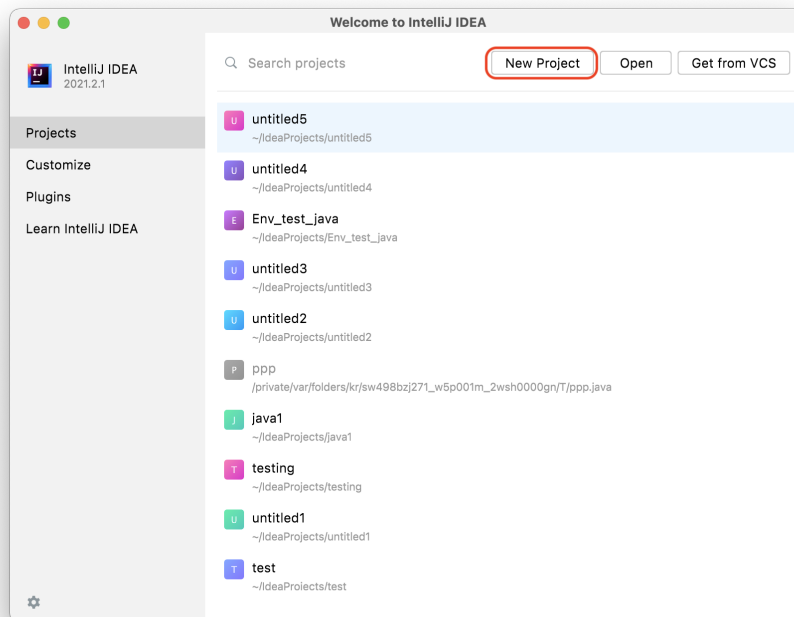 Welcome to IntelliJ IDEA
IJ
IntelliJ IDEA
2021.2.1
Projects
Customize
Plugins
Learn IntelliJ IDEA
Search projects
New Project
Open
Get from VCS
U
untitled5
~/IdeaProjects/untitled5
U
untitled4
~/IdeaProjects/untitled4
E
Env_test_java
~/IdeaProjects/Env_test_java
U
untitled3
~/IdeaProjects/untitled3
U
untitled2
~/IdeaProjects/untitled2
P
ppp
/private/var/folders/kr/sw498bzj271_w5p001m_2wsh0000gn/T/ppp.java
J
java1
~/IdeaProjects/java1
T
testing
~/IdeaProjects/testing
U
untitled1
~/IdeaProjects/untitled1
T
test
~/IdeaProjects/test